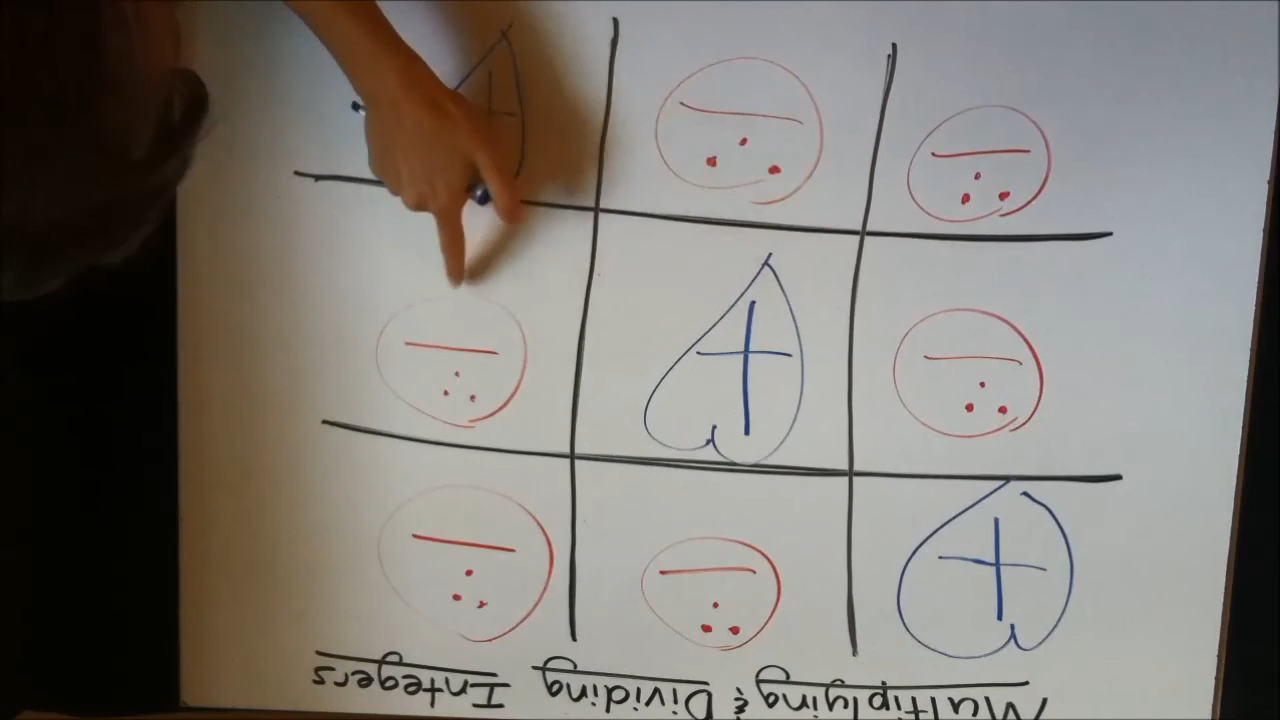 Multiplying & Dividing Integers
+ - -
- + -
- - +